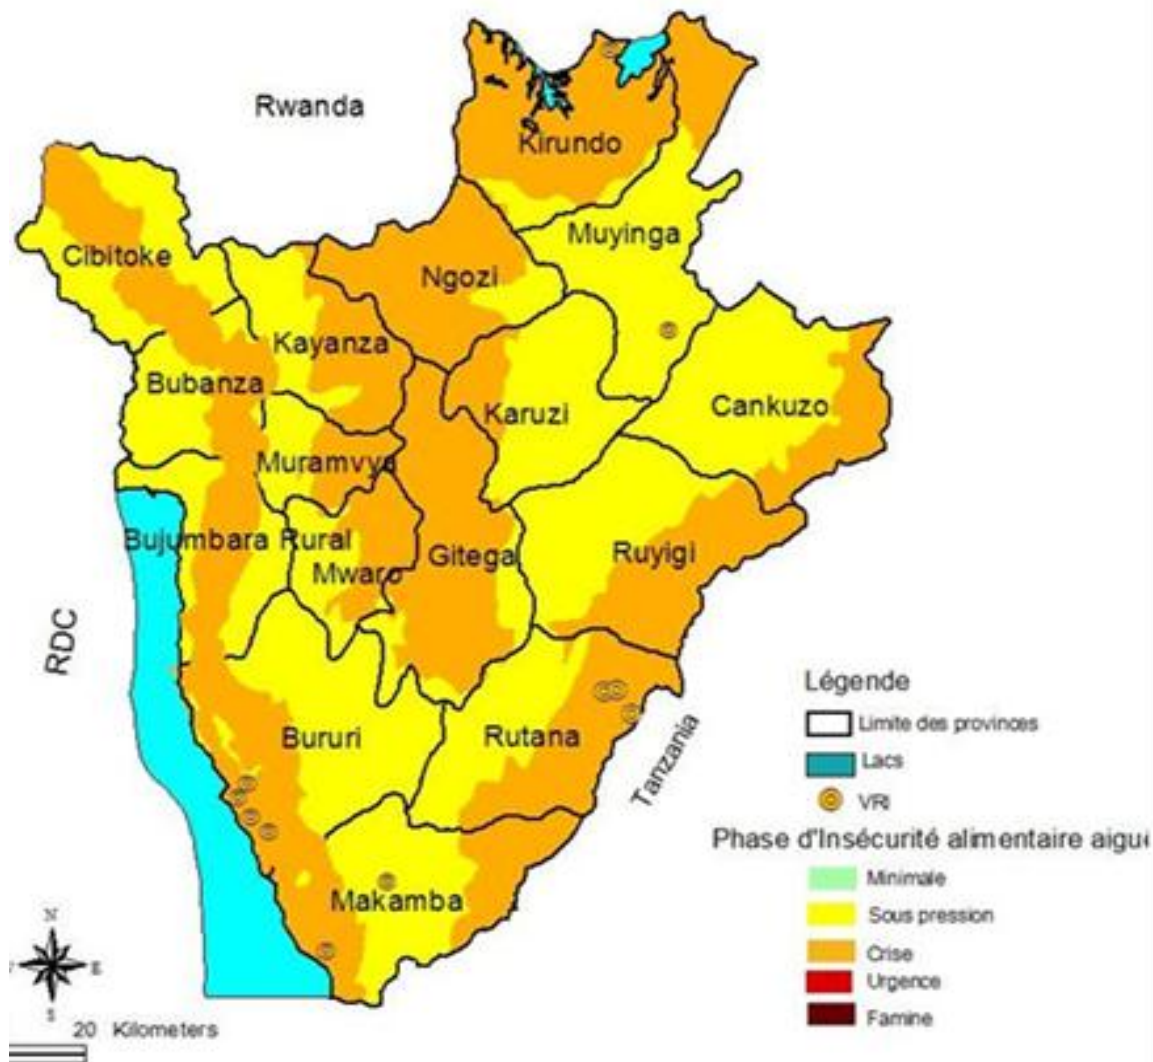 Rwanda
Kirundo
Muyinga
Cibitoke
Ngozi
Kayanza
Bubanza
Karuzi
Cankuzo
Muramvya
Bujumbara Rural
Mwaro
Gitega
Ruyigi
RDC
Bururi
Rutana
Tanzania
Makamba
Légende
Limite des provinces
Lacs
VRI
Phase d'Insécurité alimentaire aigu
Minimale
Sous pression
Crise
Urgence
Famine
N
E
S
20 Kilometers